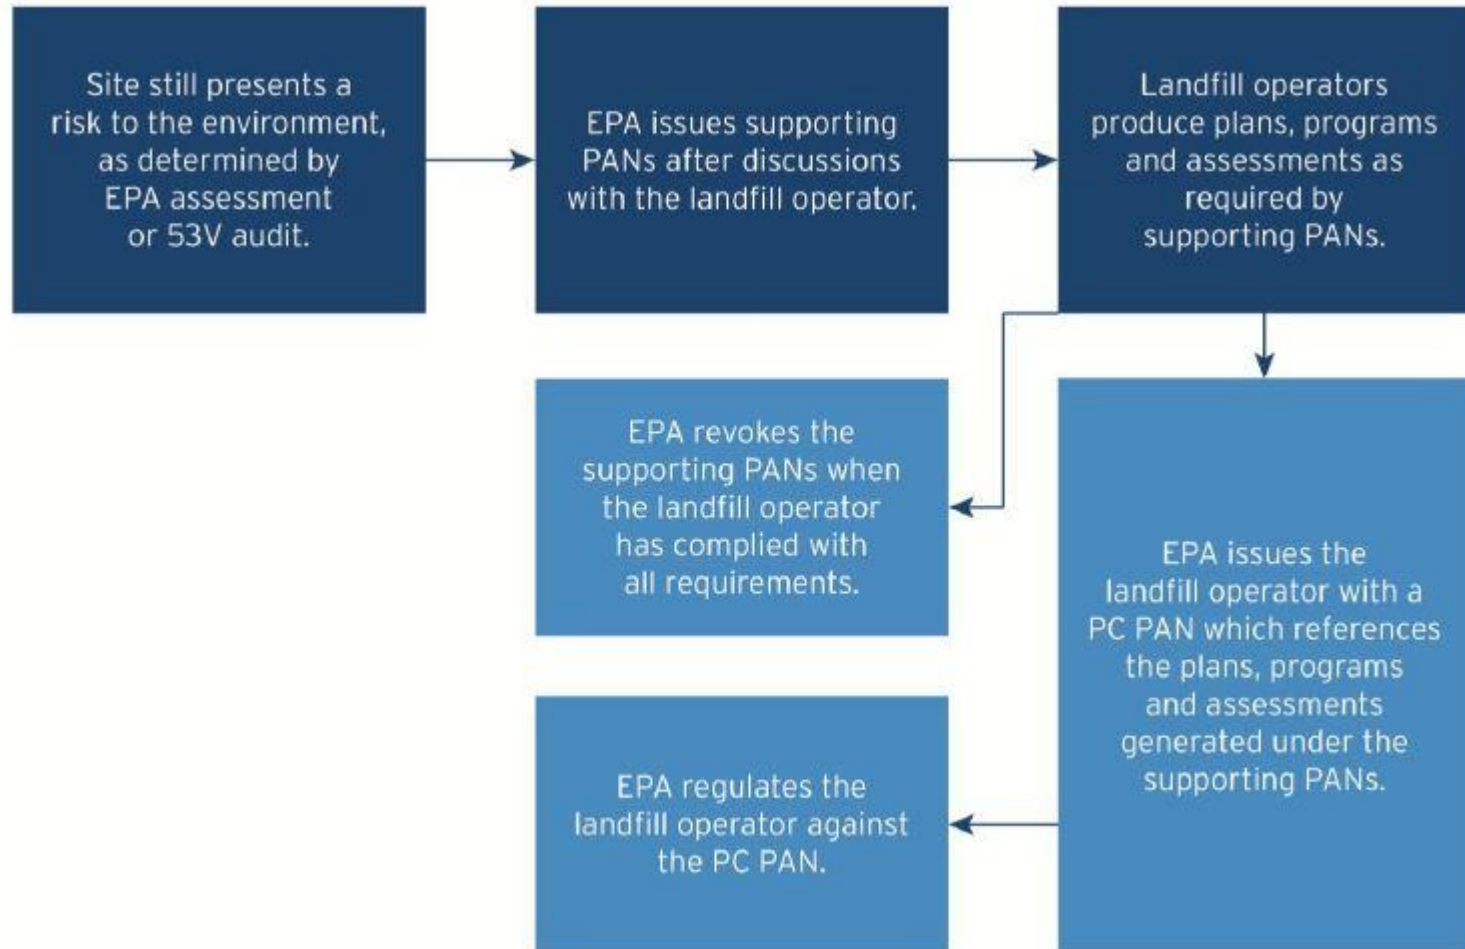 Site still presents a
risk to the environment,
as determined by
EPA assessment
or 53V audit.
EPA issues supporting
PANs after discussions
with the landfill operator.
Landfill operators
produce plans, programs
and assessments as
required by
supporting PANs.
EPA revokes the
supporting PANs when
the landfill operator
has complied with
all requirements.
EPA issues the
landfill operator with a
PC PAN which references
the plans, programs
and assessments
generated under the
supporting PANs.
EPA regulates the
landfill operator against
the PC PAN.